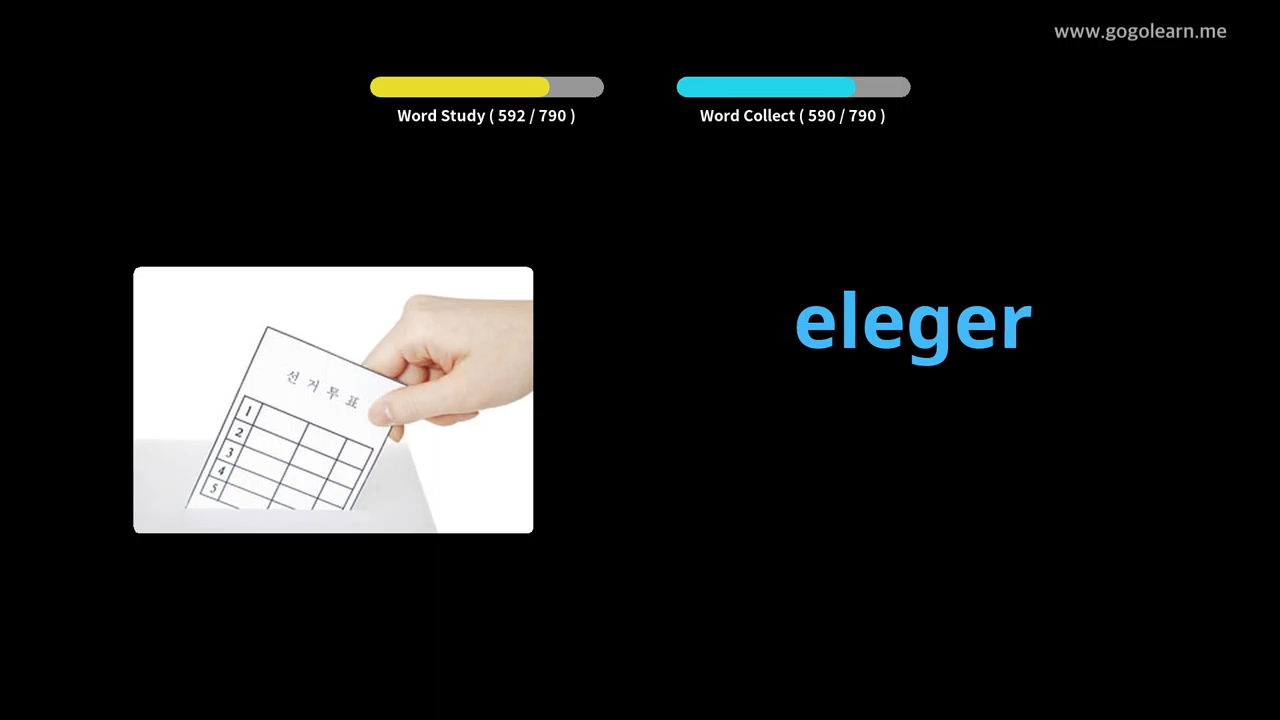 www.gogolearn.me
Word Study ( 592 / 790 )
Word Collect ( 590 / 790 )
eleger
선거투표
1
2
3
4
5